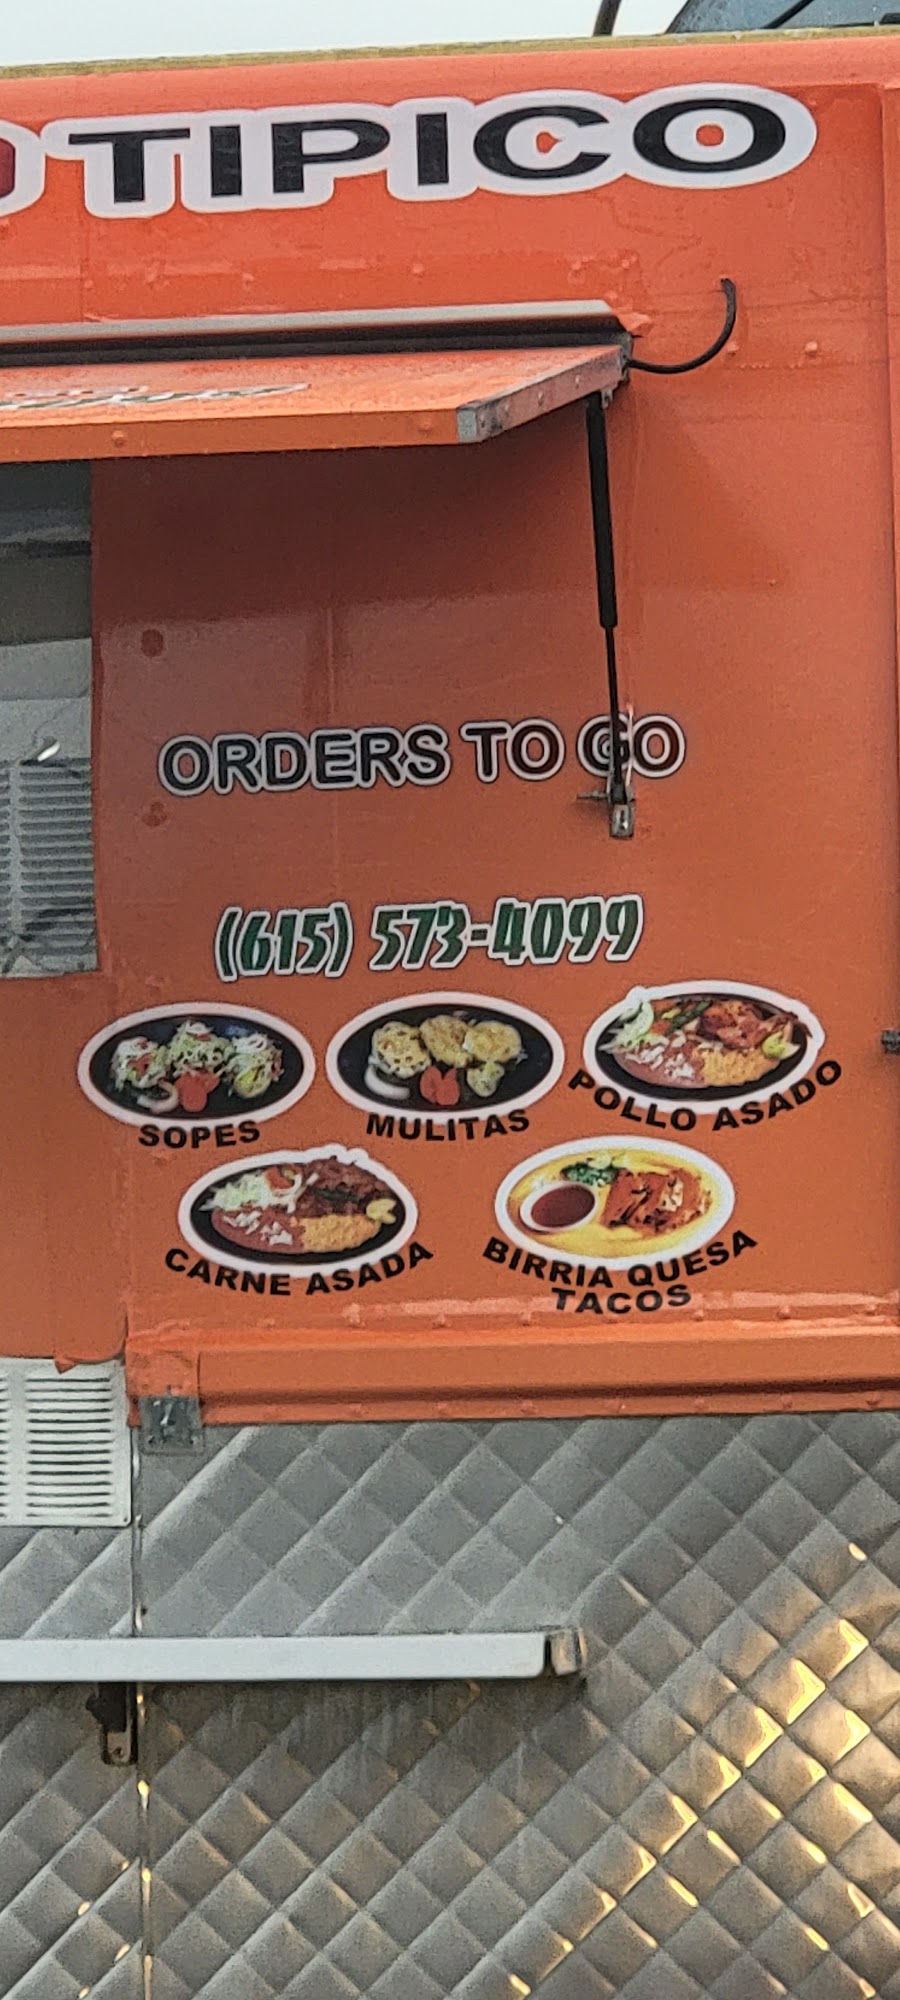 TIPICO
ORDERS TO GO
(615) 573-4099
SOPES
MULITAS
POLLO ASADO
CARNE ASADA
BIRRIA QUESA
TACOS